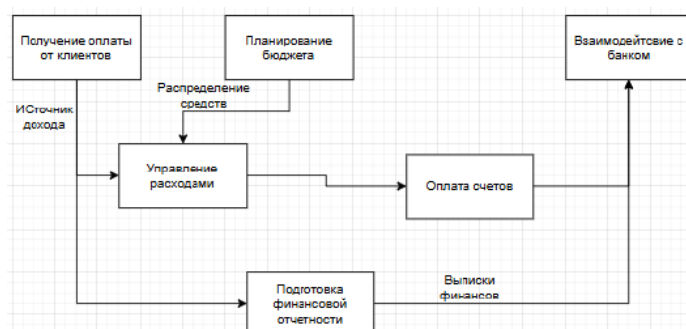 Получение оплаты
от клиентов
Планирование
бюджета
Взаимодейтсвие с
банком
Распределение
средств
ИСточник
дохода
Управление
расходами
Оплата счетов
Подготовка
финансовой
отчетности
Выписки
финансов